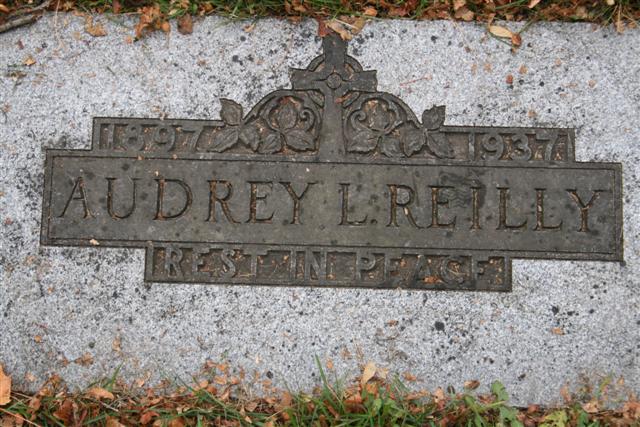 1897 1937
AUDREY L. REILLY
REST IN PEACE